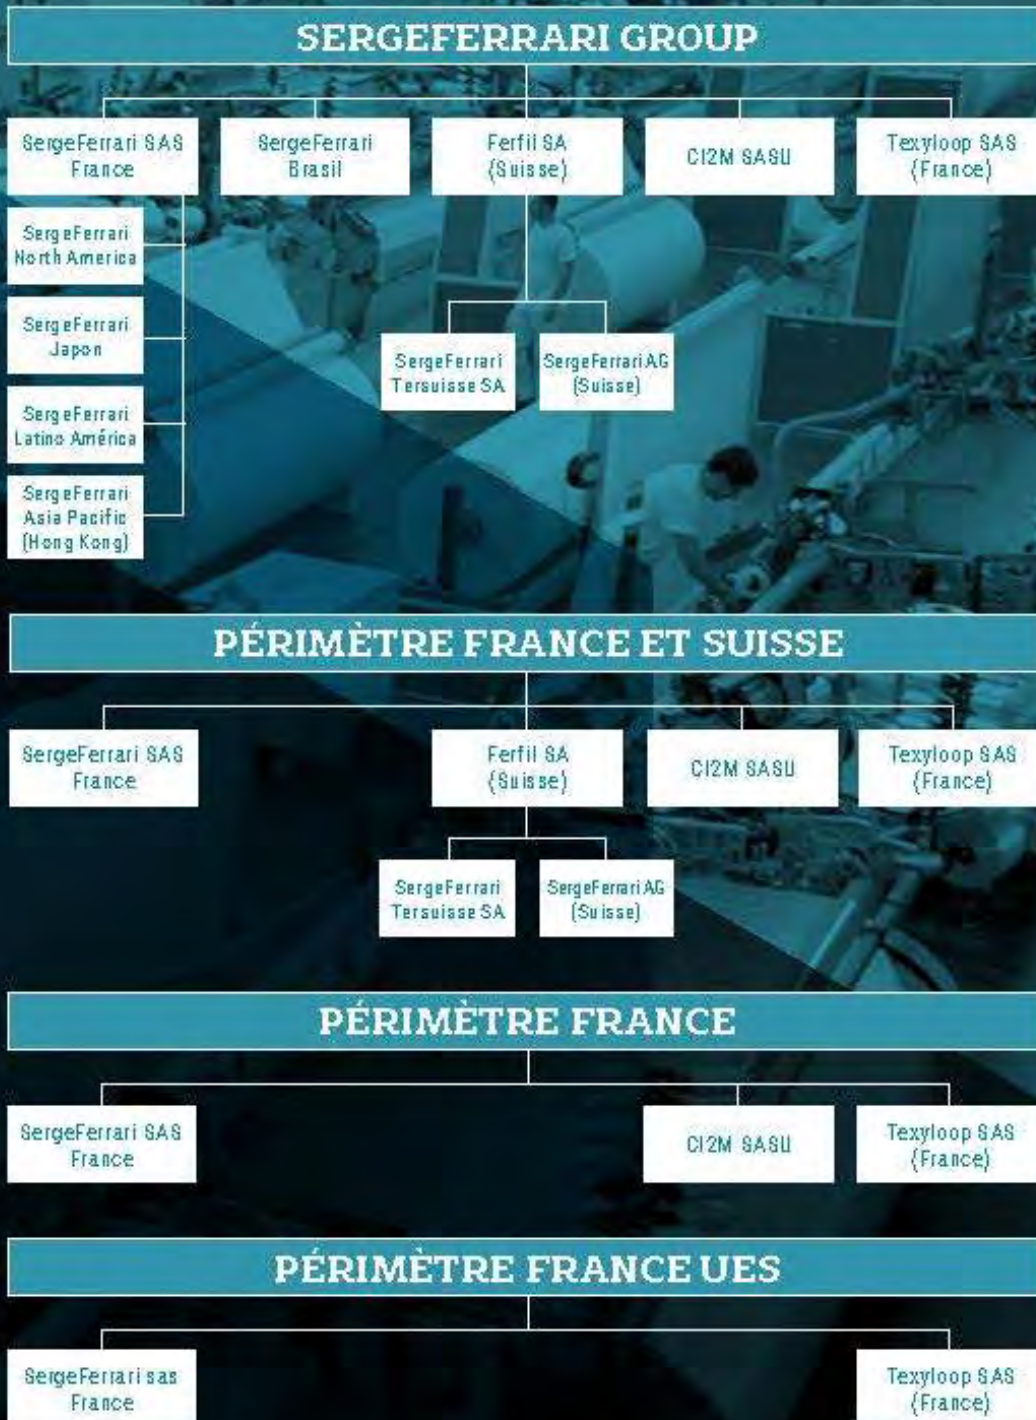 SERGEFERRARI GROUP
SergeFerrari SAS
France
SergeFerrari
Brasil
Ferfil SA
(Suisse)
CI2M SASU
Texyloop SAS
(France)
SergeFerrari
North America
SergeFerrari
Japon
SergeFerrari
Latino América
SergeFerrari
Asia Pacific
(Hong Kong)
SergeFerrari
Tersuisse SA
SergeFerrari AG
(Suisse)
PÉRIMÈTRE FRANCE ET SUISSE
SergeFerrari SAS
France
Ferfil SA
(Suisse)
CI2M SASU
Texyloop SAS
(France)
SergeFerrari
Tersuisse SA
SergeFerrari AG
(Suisse)
PÉRIMÈTRE FRANCE
SergeFerrari SAS
France
CI2M SASU
Texyloop SAS
(France)
PÉRIMÈTRE FRANCE UES
SergeFerrari sas
France
Texyloop SAS
(France)